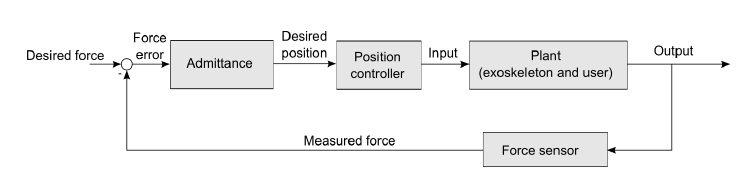 Desired force
Force
error
-
Admittance
Desired
position
Position
controller
Input
Plant
(exoskeleton and user)
Output
Measured force
Force sensor